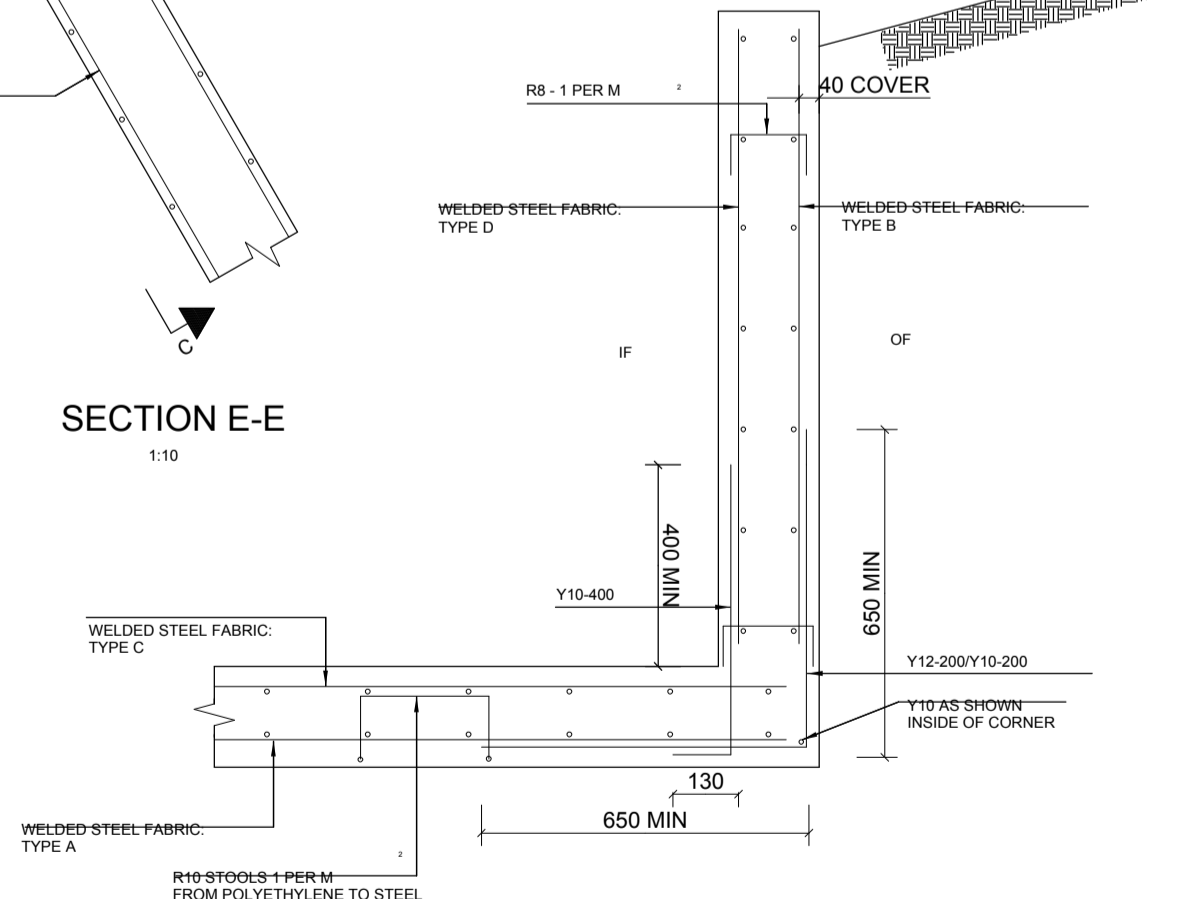 R8 - 1 PER M 2
40 COVER
WELDED STEEL FABRIC:
TYPE D
WELDED STEEL FABRIC:
TYPE B
C
IF
OF
SECTION E-E
1:10
400 MIN
650 MIN
Y10-400
WELDED STEEL FABRIC:
TYPE C
Y12-200/Y10-200
Y10 AS SHOWN
INSIDE OF CORNER
130
650 MIN
WELDED STEEL FABRIC:
TYPE A
2
R10 STOOLS 1 PER M
FROM POLYETHYLENE TO STEEL